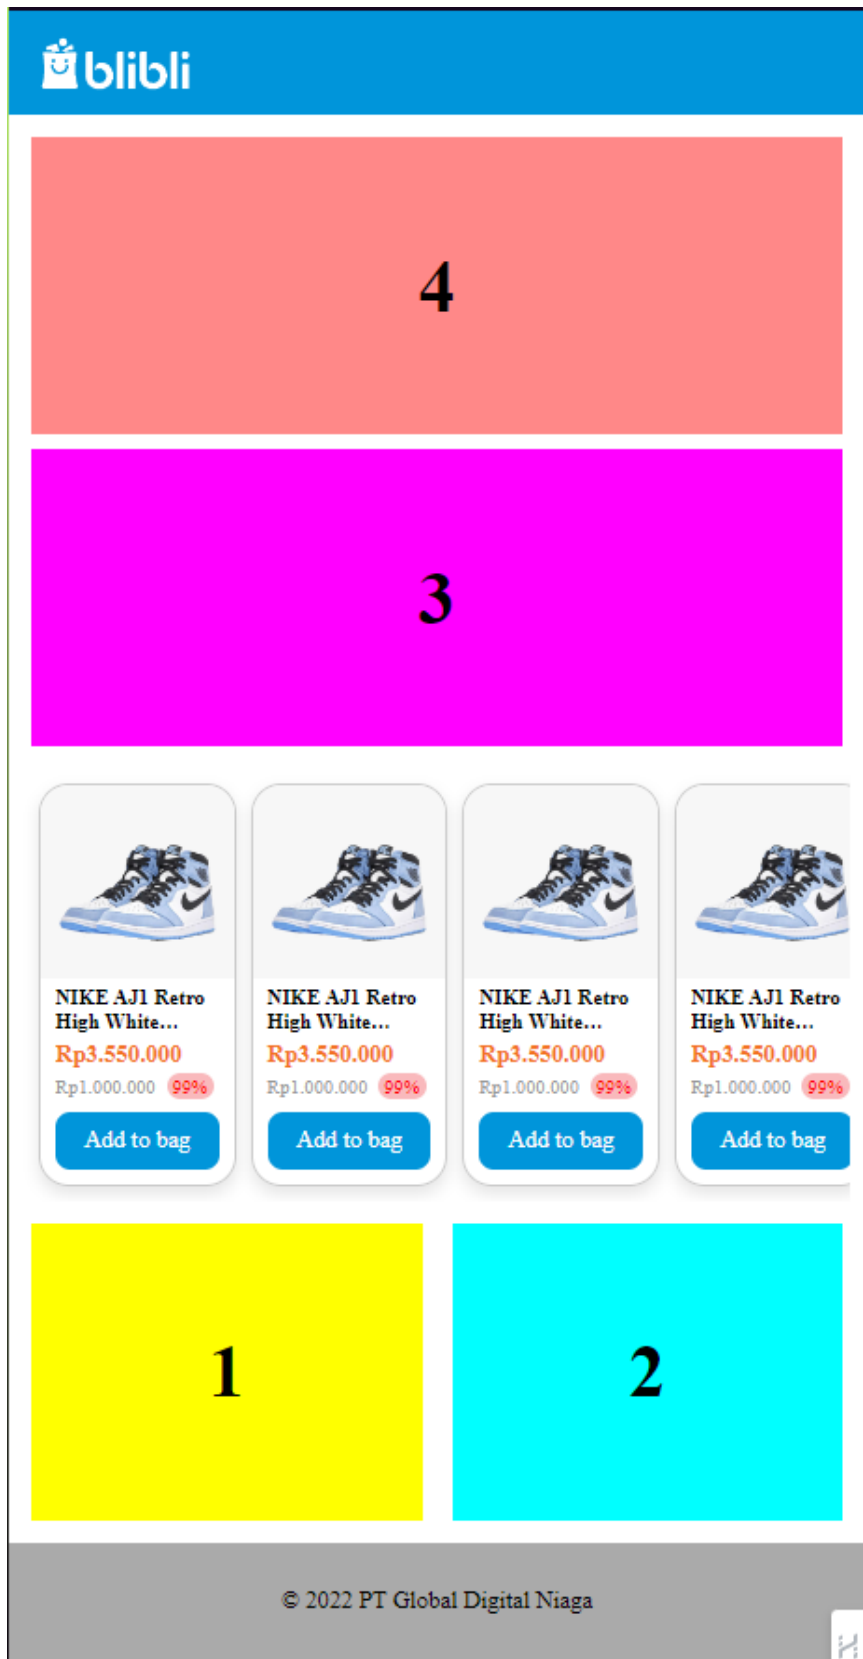 blibli
4
3
NIKE AJ1 Retro
High White...
Rp3.550.000
Rp1.000.000 99%
Add to bag
NIKE AJ1 Retro
High White...
Rp3.550.000
Rp1.000.000 99%
Add to bag
NIKE AJ1 Retro
High White...
Rp3.550.000
Rp1.000.000 99%
Add to bag
NIKE AJ1 Retro
High White...
Rp3.550.000
Rp1.000.000 99%
Add to bag
1
2
© 2022 PT Global Digital Niaga